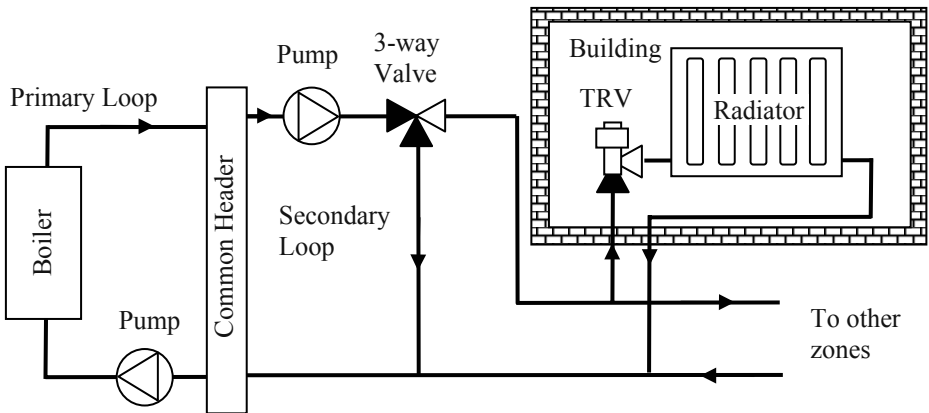 Primary Loop
Boiler
Pump
Common Header
Pump
3-way
Valve
Secondary
Loop
Building
TRV
Radiator
To other
zones